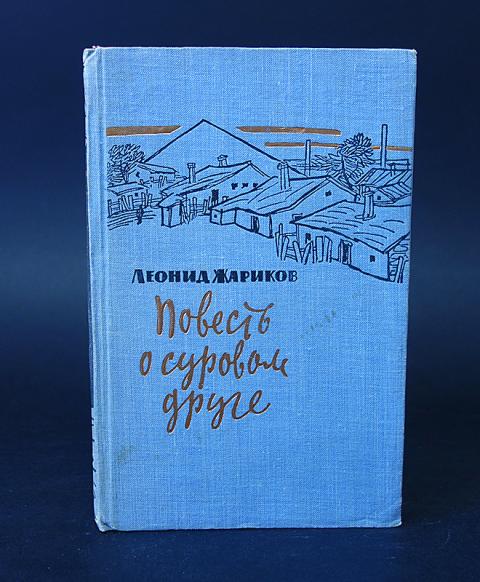 Леонид Жариков
Повесть
о суровом
друге